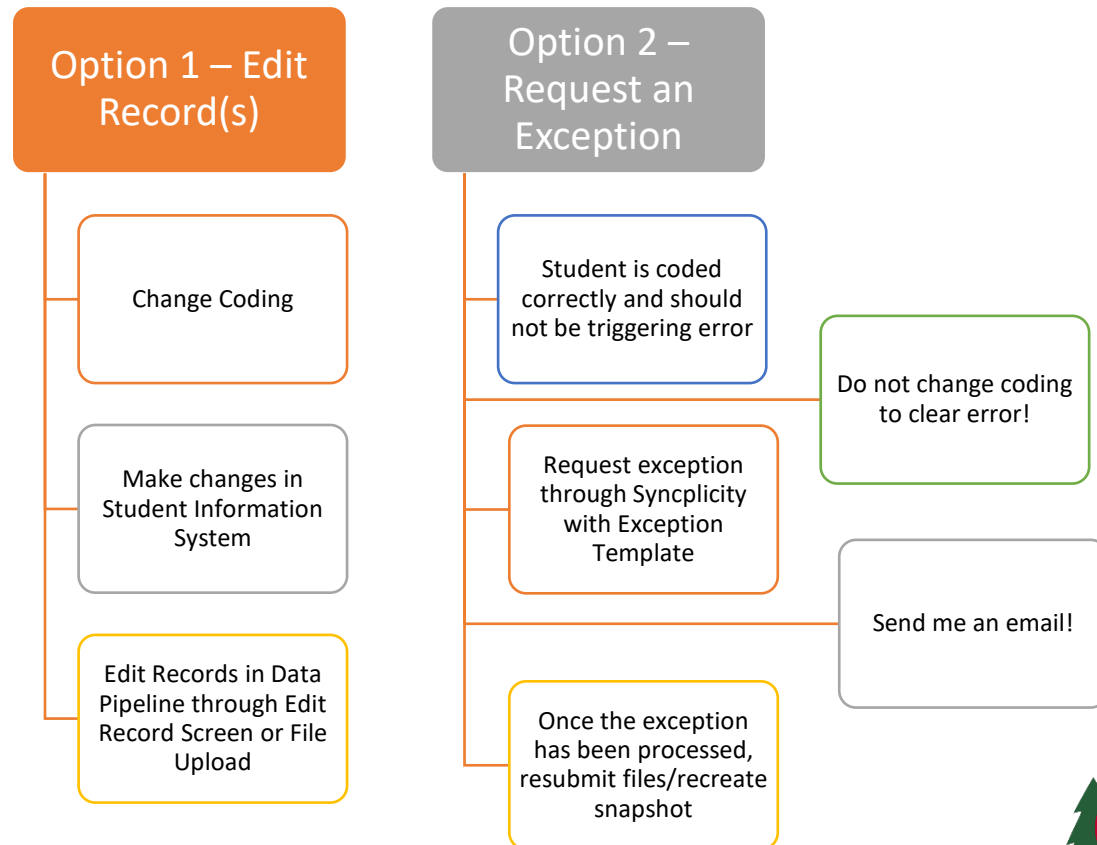 Option 1 – Edit
Record(s)
Change Coding
Make changes in
Student Information
System
Edit Records in Data
Pipeline through Edit
Record Screen or File
Upload
Option 2 –
Request an
Exception
Student is coded
correctly and should
not be triggering error
Do not change coding
to clear error!
Request exception
through Syncplicity
with Exception
Template
Send me an email!
Once the exception
has been processed,
resubmit files/recreate
snapshot